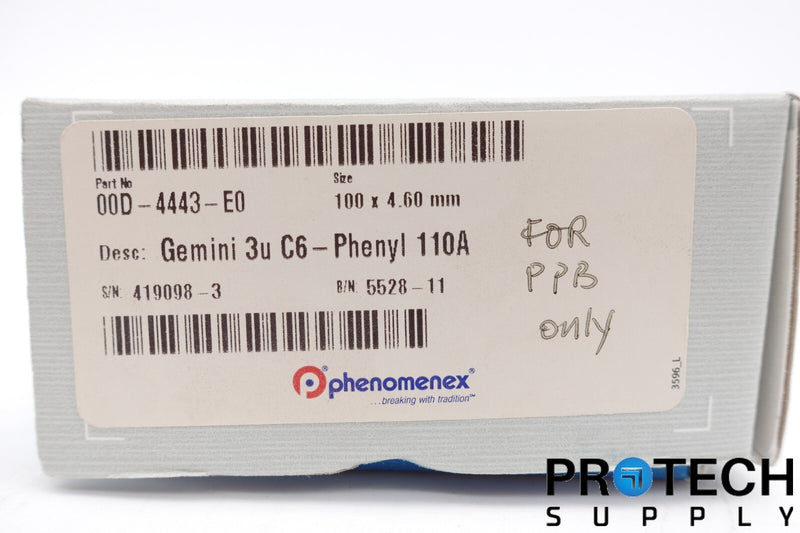 Part No
00D-4443-E0
Size
100 x 4.60 mm
Desc: Gemini 3u C6-Phenyl 110A
S/N: 419098-3
B/N: 5528-11
FOR
PPB
only
phenomenex®
...breaking with tradition℠
3596_L
PROTECH
SUPPLY